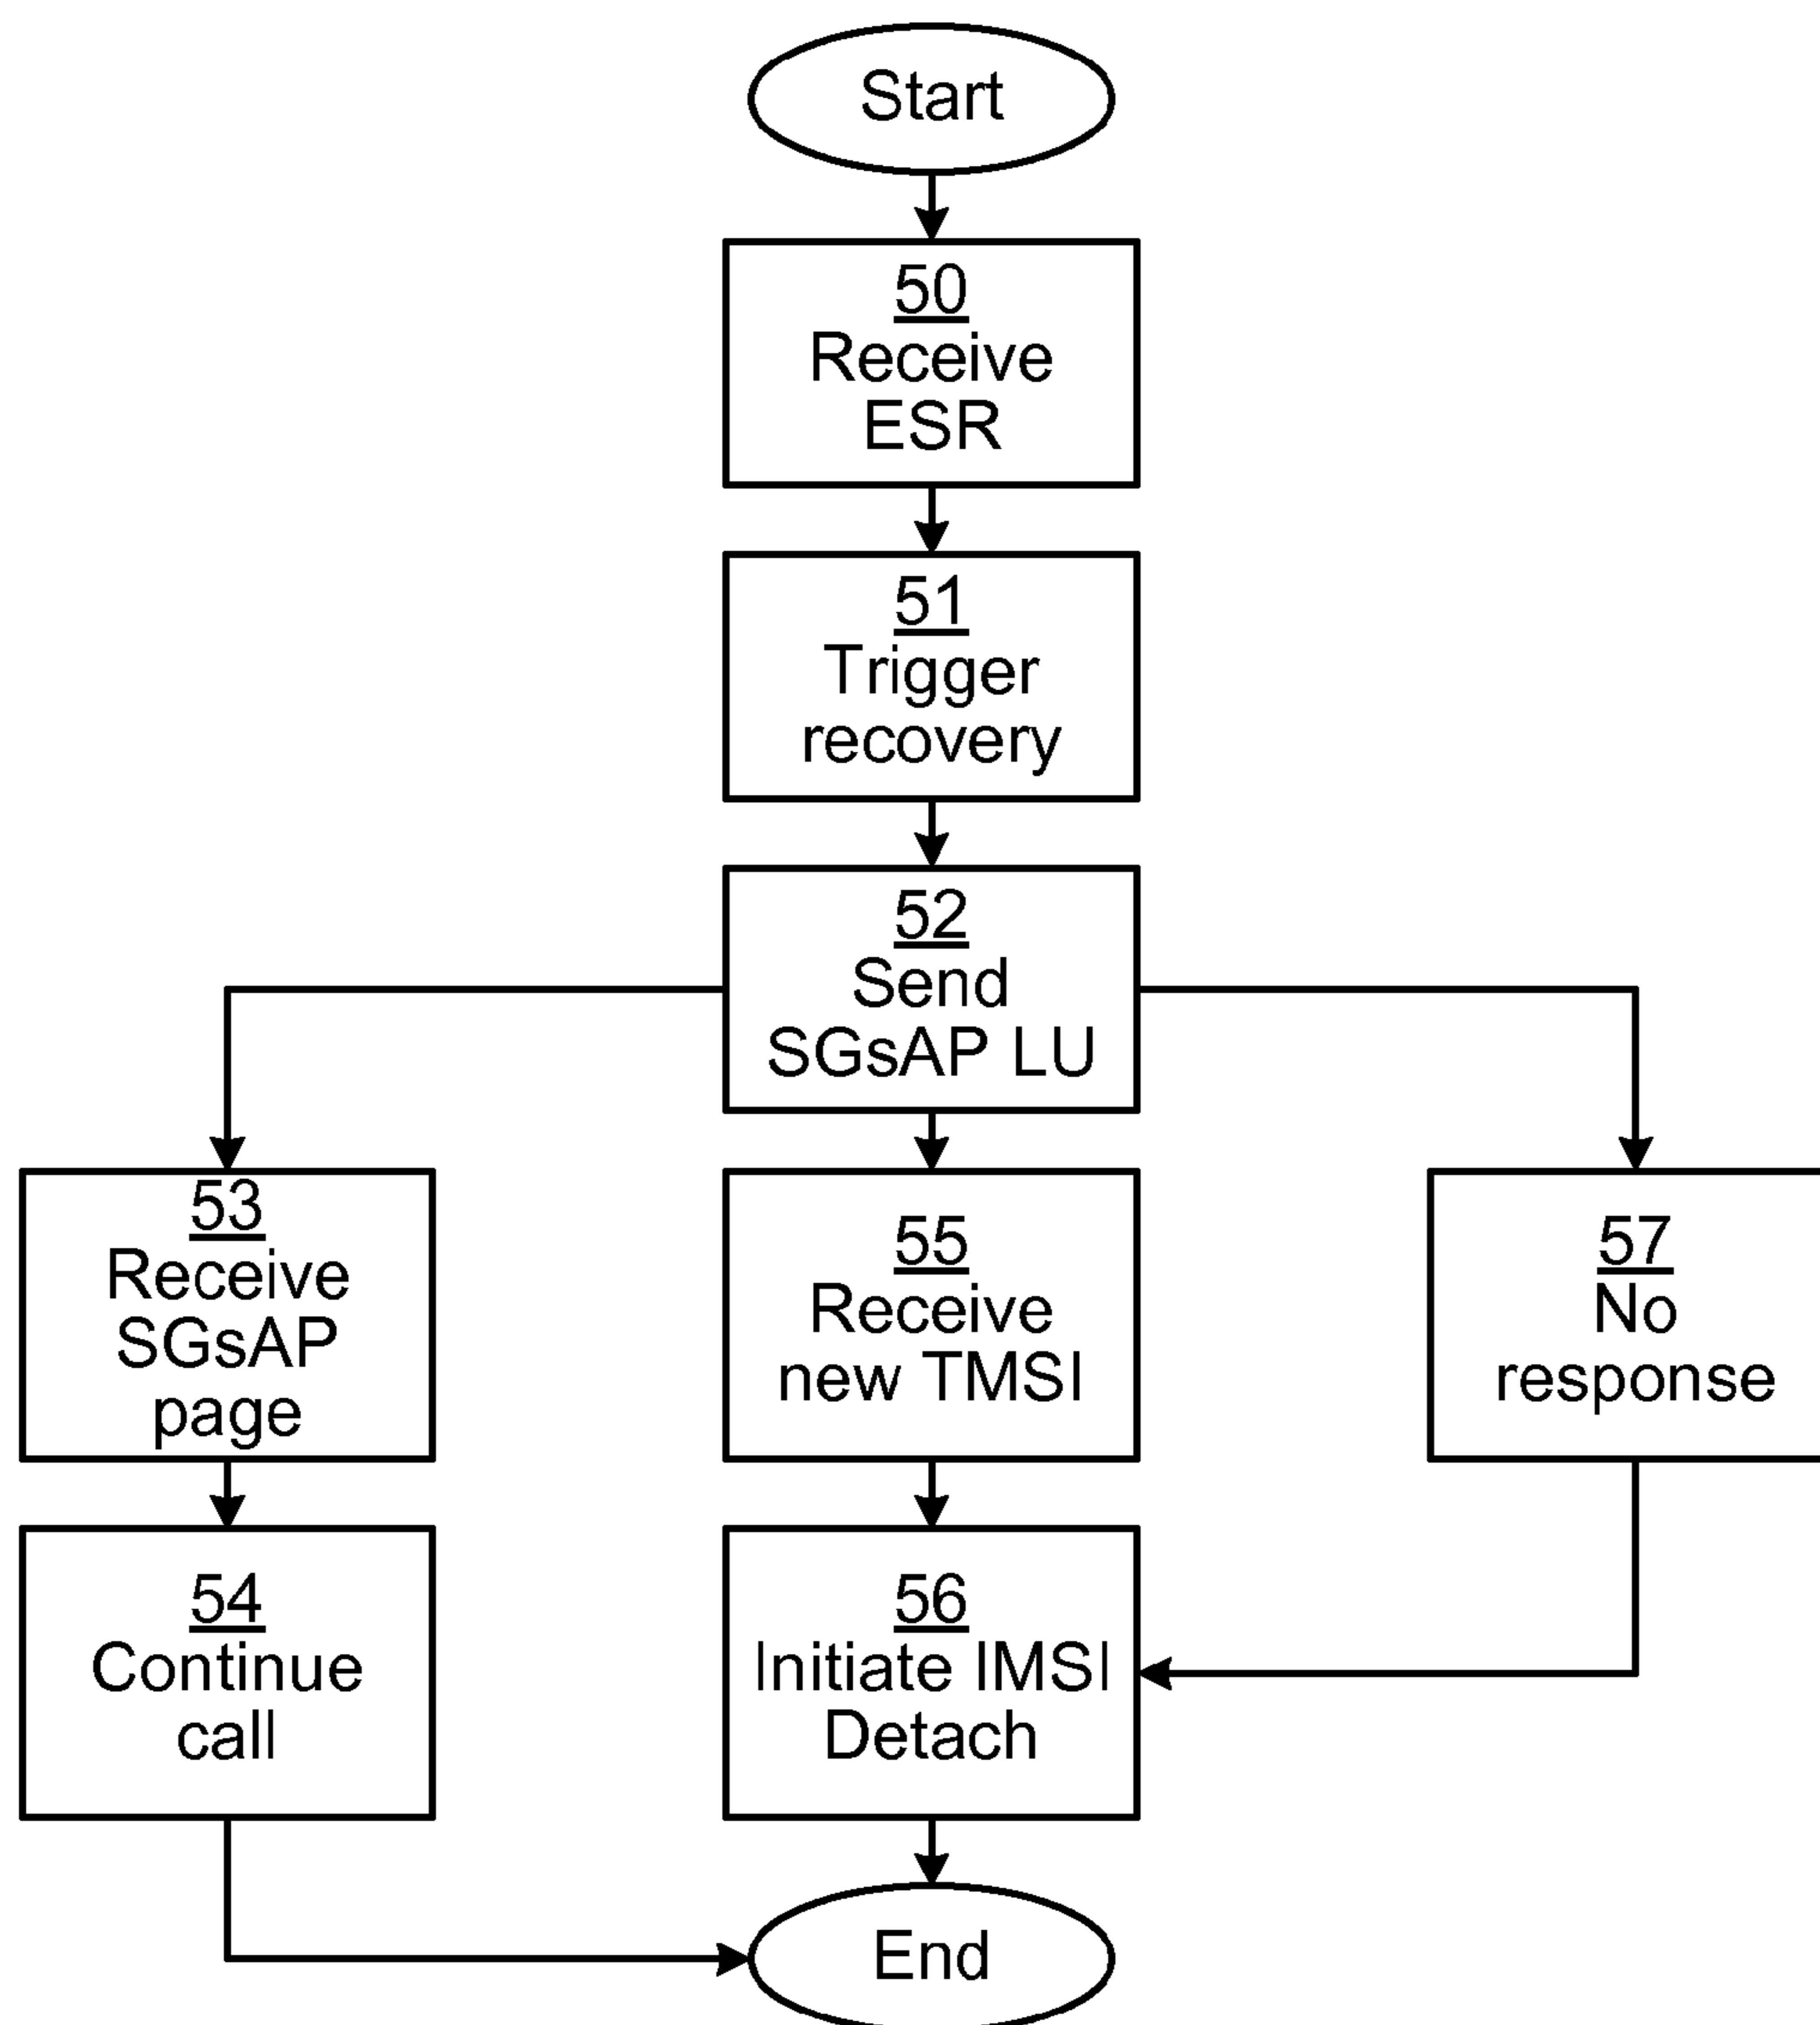 Start
50
Receive
ESR
51
Trigger
recovery
52
Send
SGsAP LU
53
Receive
SGsAP
page
55
Receive
new TMSI
57
No
response
54
Continue
call
56
Initiate IMSI
Detach
End